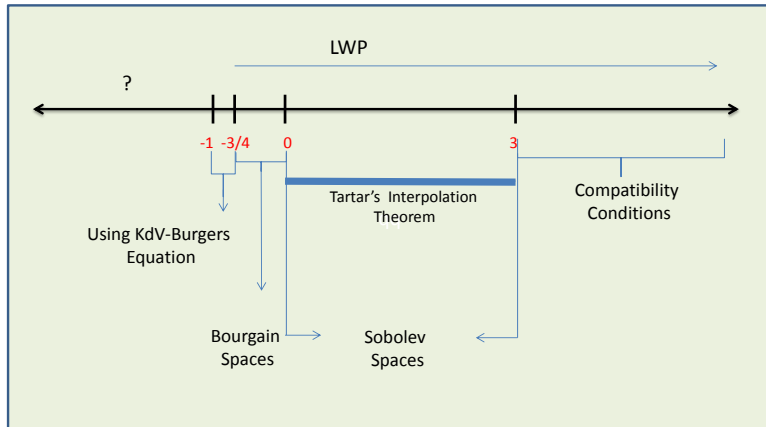 LWP
?
-1
-3/4
0
3
Tartar's Interpolation
Theorem
Compatibility
Conditions
Using KdV-Burgers
Equation
Bourgain
Spaces
Sobolev
Spaces